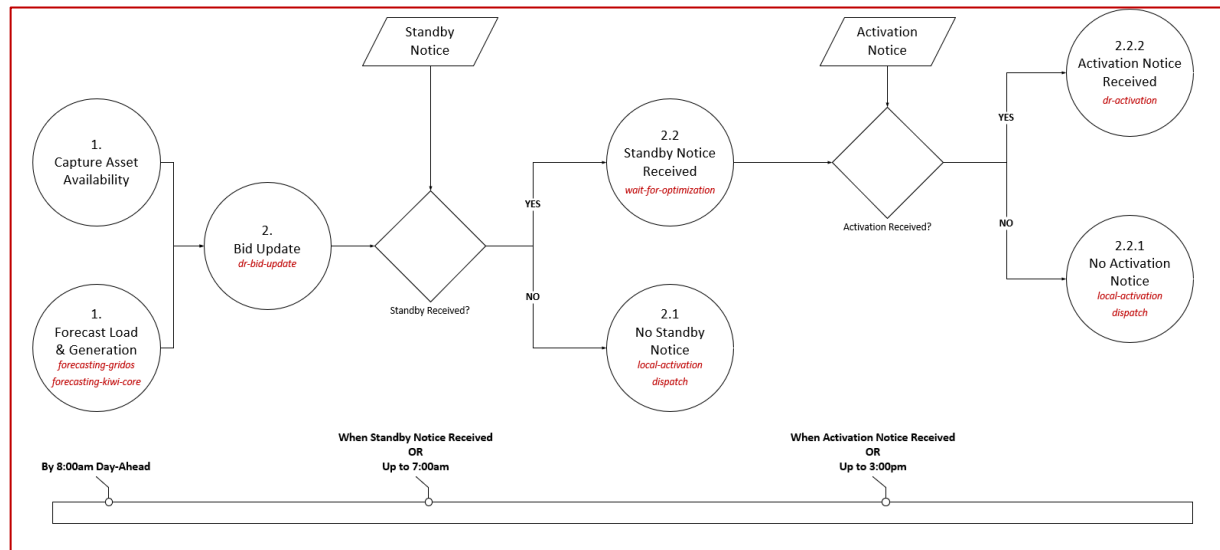 Standby
Notice
Activation
Notice
1.
Capture Asset
Availability
1.
Forecast Load
& Generation
forecasting-gridos
forecasting-kiwi-core
2.
Bid Update
dr-bid-update
Standby Received?
YES
NO
2.2
Standby Notice
Received
wait-for-optimization
2.1
No Standby
Notice
local-activation
dispatch
Activation Received?
YES
NO
2.2.2
Activation Notice
Received
dr-activation
2.2.1
No Activation
Notice
local-activation
dispatch
By 8:00am Day-Ahead
When Standby Notice Received
OR
Up to 7:00am
When Activation Notice Received
OR
Up to 3:00pm